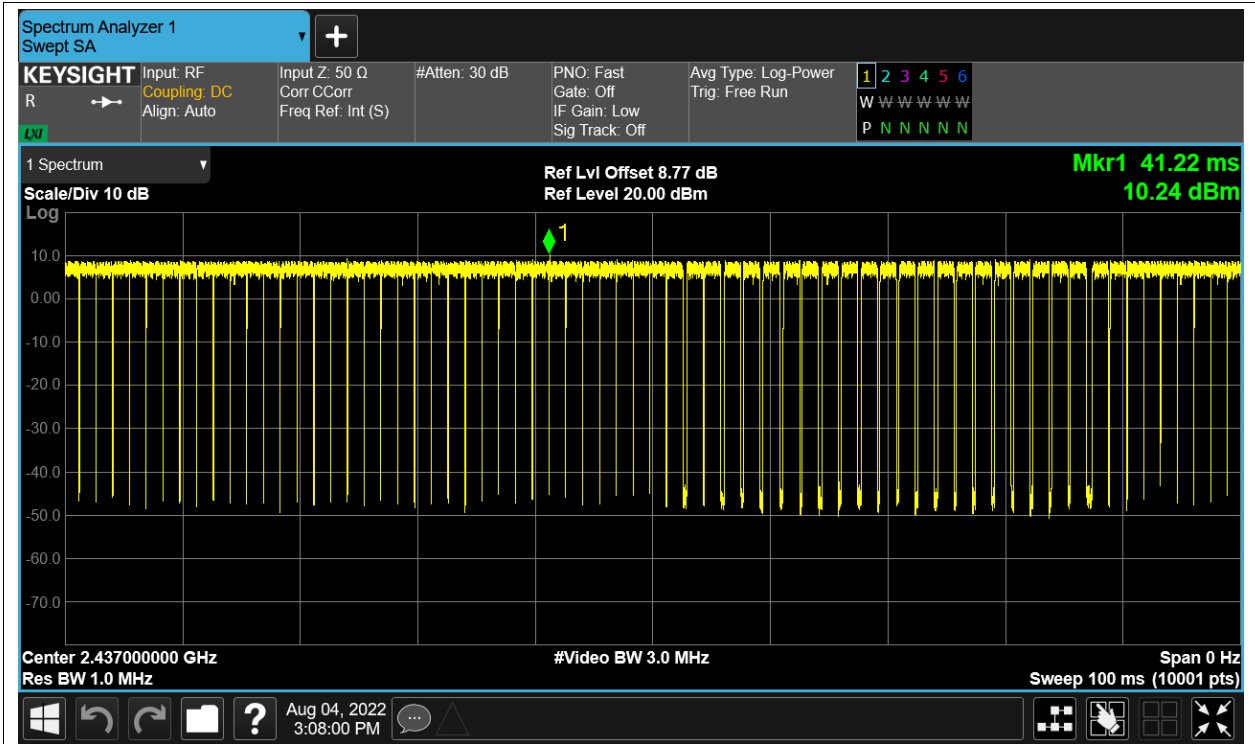 Spectrum Analyzer 1
Swept SA
KEYSIGHT
R
LXI
Input: RF
Coupling: DC
Align: Auto
Input Z: 50 Ω
Corr CCorr
Freq Ref: Int (S)
#Atten: 30 dB
PNO: Fast
Gate: Off
IF Gain: Low
Sig Track: Off
Avg Type: Log-Power
Trig: Free Run
1 2 3 4 5 6
W W W W W W
P N N N N N
1 Spectrum
Scale/Div 10 dB
Log
Ref Lvl Offset 8.77 dB
Ref Level 20.00 dBm
Mkr1 41.22 ms
10.24 dBm
1
10.0
0.00
-10.0
-20.0
-30.0
-40.0
-50.0
-60.0
-70.0
Center 2.437000000 GHz
Res BW 1.0 MHz
#Video BW 3.0 MHz
Span 0 Hz
Sweep 100 ms (10001 pts)
?
Aug 04, 2022
3:08:00 PM